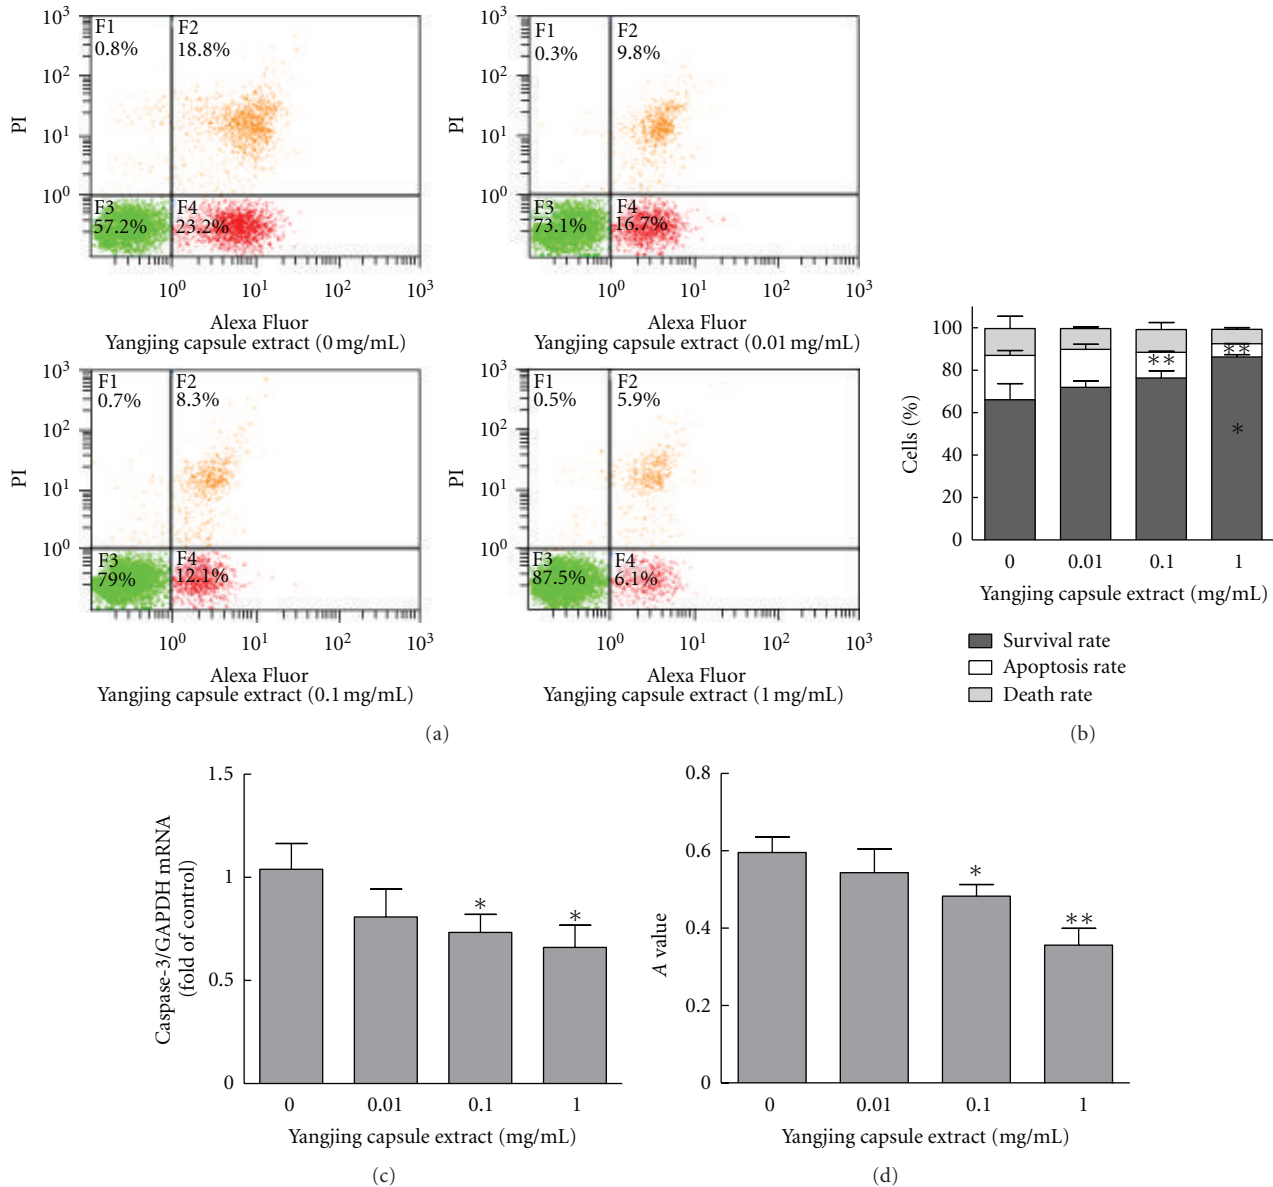 10³
10²
10¹
10⁰
PI
F1
0.8%
F2
18.8%
F3
57.2%
F4
23.2%
10⁰ 10¹ 10² 10³
Alexa Fluor
Yangjing capsule extract (0 mg/mL)
10³
10²
10¹
10⁰
PI
F1
0.3%
F2
9.8%
F3
73.1%
F4
16.7%
10⁰ 10¹ 10² 10³
Alexa Fluor
Yangjing capsule extract (0.01 mg/mL)
10³
10²
10¹
10⁰
PI
F1
0.7%
F2
8.3%
F3
79%
F4
12.1%
10⁰ 10¹ 10² 10³
Alexa Fluor
Yangjing capsule extract (0.1 mg/mL)
10³
10²
10¹
10⁰
PI
F1
0.5%
F2
5.9%
F3
87.5%
F4
6.1%
10⁰ 10¹ 10² 10³
Alexa Fluor
Yangjing capsule extract (1 mg/mL)
(a)
100
80
60
40
20
0
Cells (%)
**
**
*
0 0.01 0.1 1
Yangjing capsule extract (mg/mL)
Survival rate
Apoptosis rate
Death rate
(b)
1.5
1
0.5
0
Caspase-3/GAPDH mRNA
(fold of control)
*
*
0 0.01 0.1 1
Yangjing capsule extract (mg/mL)
(c)
0.8
0.6
0.4
0.2
0
A value
*
**
0 0.01 0.1 1
Yangjing capsule extract (mg/mL)
(d)